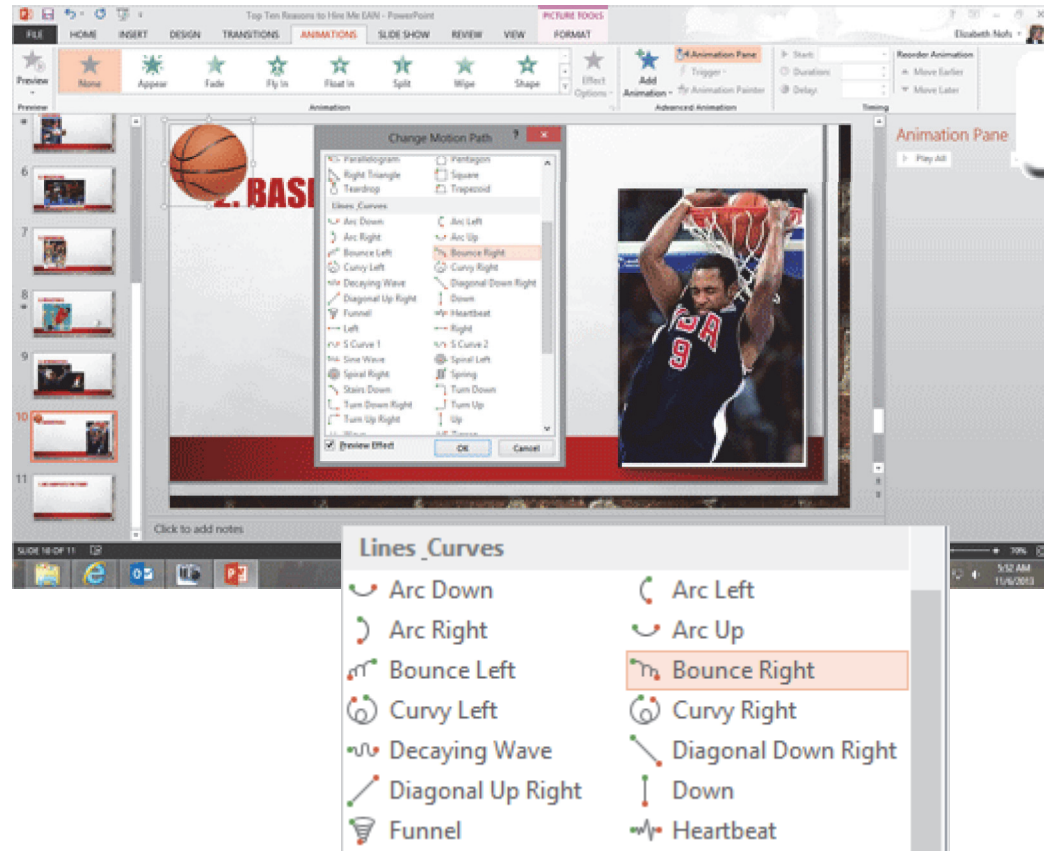 Top Ten Reasons to Hire Me EAIN - PowerPoint
PICTURE TOOLS
FILE HOME INSERT DESIGN TRANSITIONS ANIMATIONS SLIDE SHOW REVIEW VIEW FORMAT
Elizabeth Nofs
Preview
None Appear Fade Fly In Float In Split Wipe Shape
Effect Options
Add Animation
Animation Pane
Trigger
Animation Painter
Start:
Duration:
Delay:
Reorder Animation
Move Earlier
Move Later
Preview Animation Advanced Animation Timing
6
7
8
9
10
11
2. BAS
USA
9
Change Motion Path ? ×
Parallelogram Pentagon
Right Triangle Square
Teardrop Trapezoid
Lines_Curves
Arc Down Arc Left
Arc Right Arc Up
Bounce Left Bounce Right
Curvy Left Curvy Right
Decaying Wave Diagonal Down Right
Diagonal Up Right Down
Funnel Heartbeat
Left Right
S Curve 1 S Curve 2
Sine Wave Spiral Left
Spiral Right Spring
Stairs Down Turn Down
Turn Down Right Turn Up
Turn Up Right Up
Wave Zigzag
Preview Effect OK Cancel
Animation Pane
Play All
Click to add notes
SLIDE 10 OF 11
70%
5:52 AM
11/6/2013
Lines_Curves
Arc Down Arc Left
Arc Right Arc Up
Bounce Left Bounce Right
Curvy Left Curvy Right
Decaying Wave Diagonal Down Right
Diagonal Up Right Down
Funnel Heartbeat